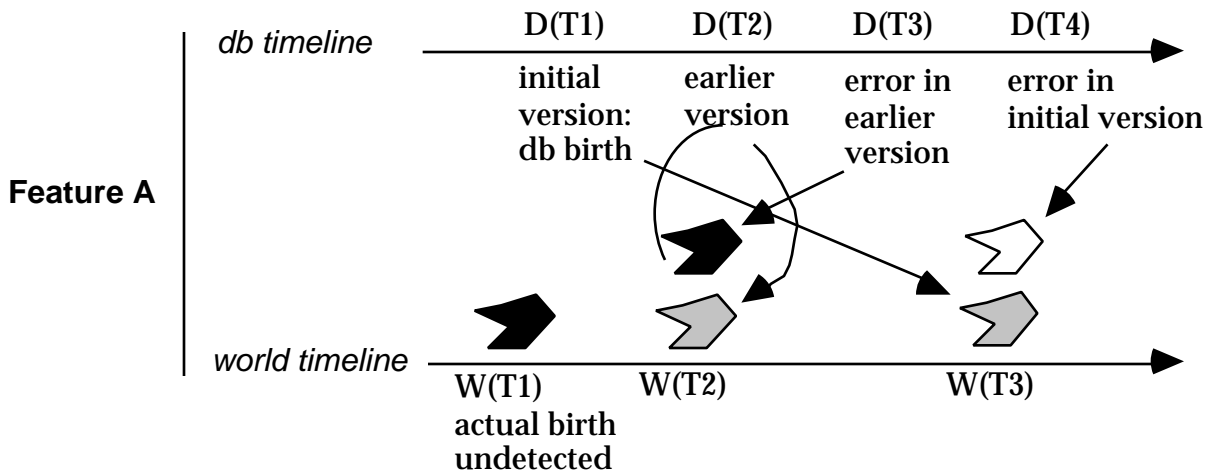 D(T1) D(T2) D(T3) D(T4)
db timeline
initial
version:
db birth
earlier
version
error in
earlier
version
error in
initial version
Feature A
world timeline
W(T1) W(T2) W(T3)
actual birth
undetected